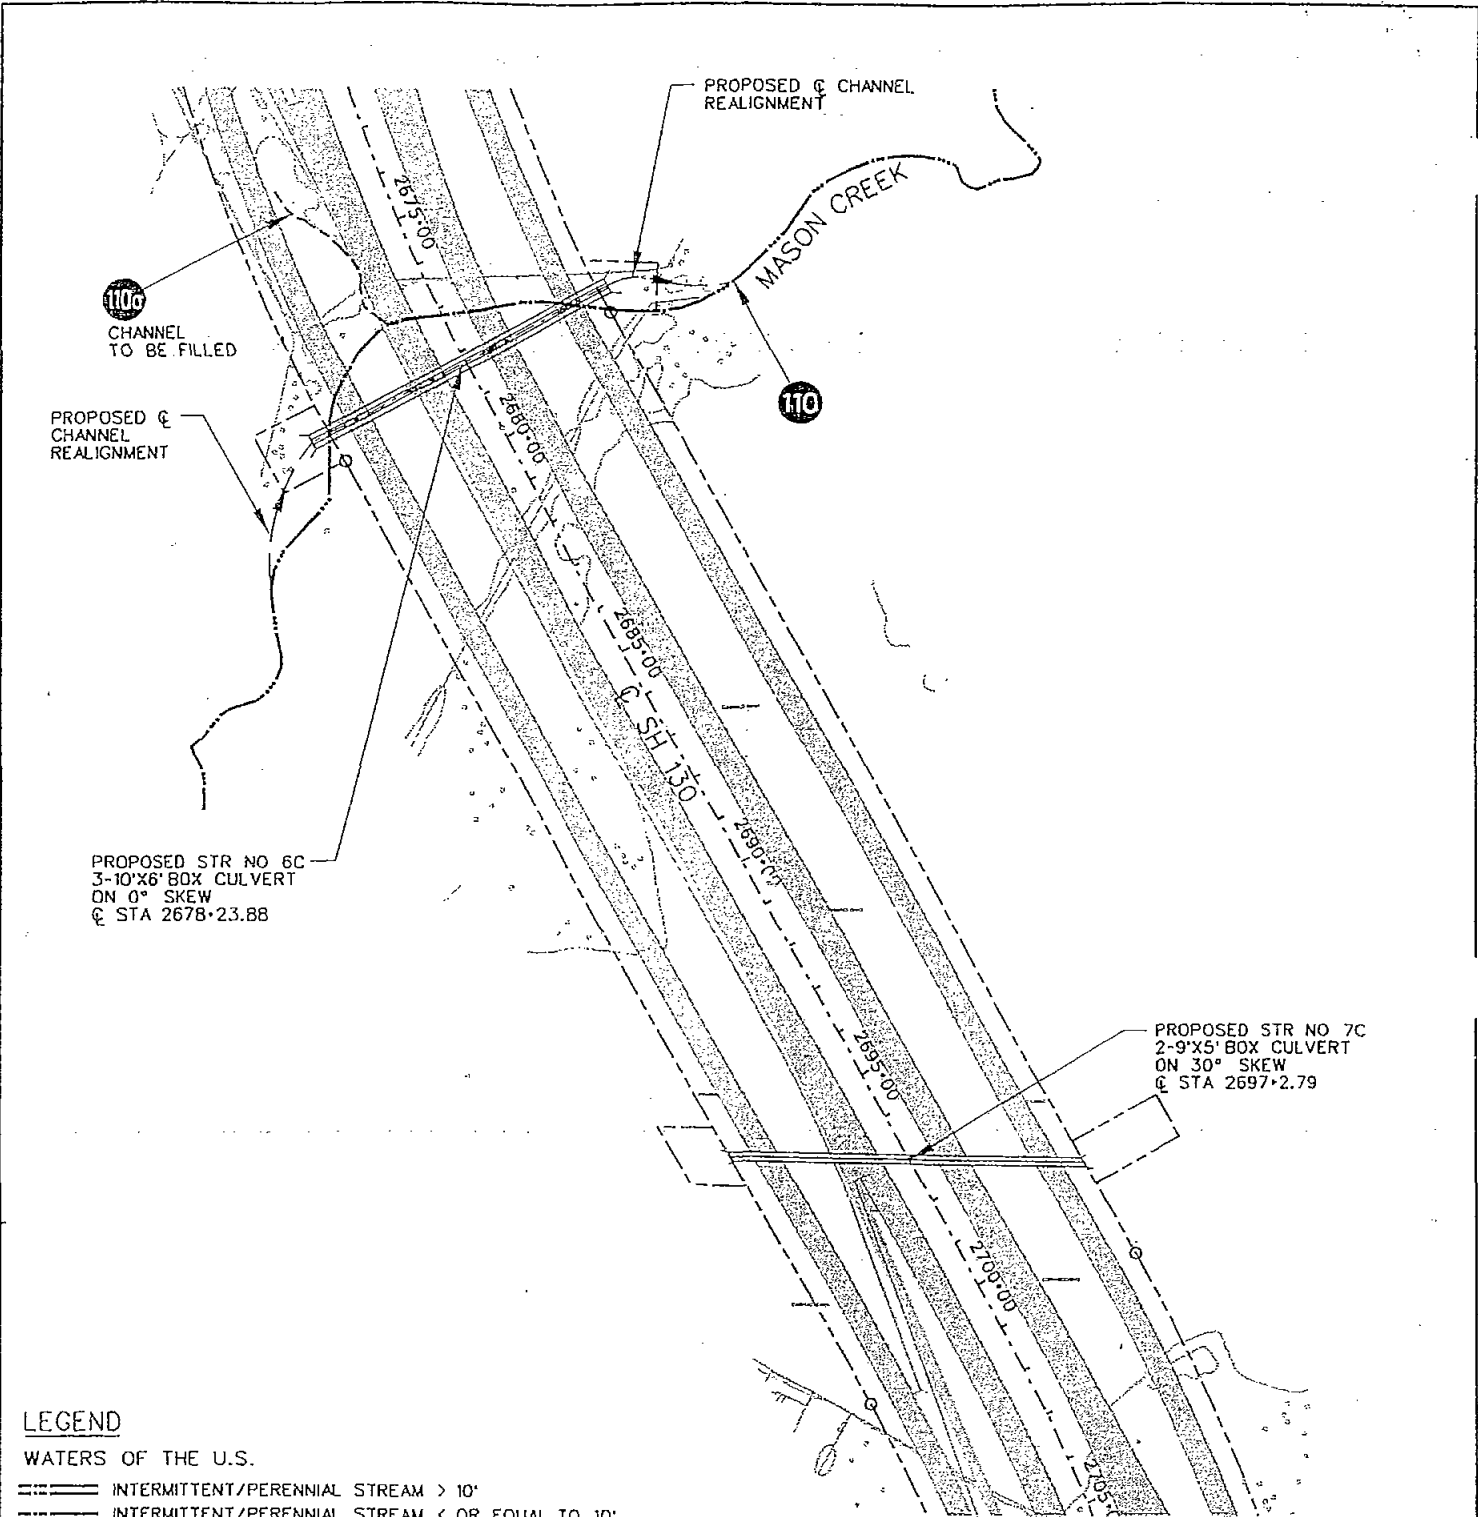 PROPOSED ℄ CHANNEL
REALIGNMENT
MASON CREEK
2675+00
110a
CHANNEL
TO BE FILLED
110
PROPOSED ℄
CHANNEL
REALIGNMENT
2680+00
2685+00
℄ SH 130
2690+00
PROPOSED STR NO 6C
3-10'X6' BOX CULVERT
ON 0° SKEW
℄ STA 2678+23.88
2695+00
PROPOSED STR NO 7C
2-9'X5' BOX CULVERT
ON 30° SKEW
℄ STA 2697+2.79
2700+00
LEGEND
WATERS OF THE U.S.
INTERMITTENT/PERENNIAL STREAM > 10'
INTERMITTENT/PERENNIAL STREAM < OR EQUAL TO 10'